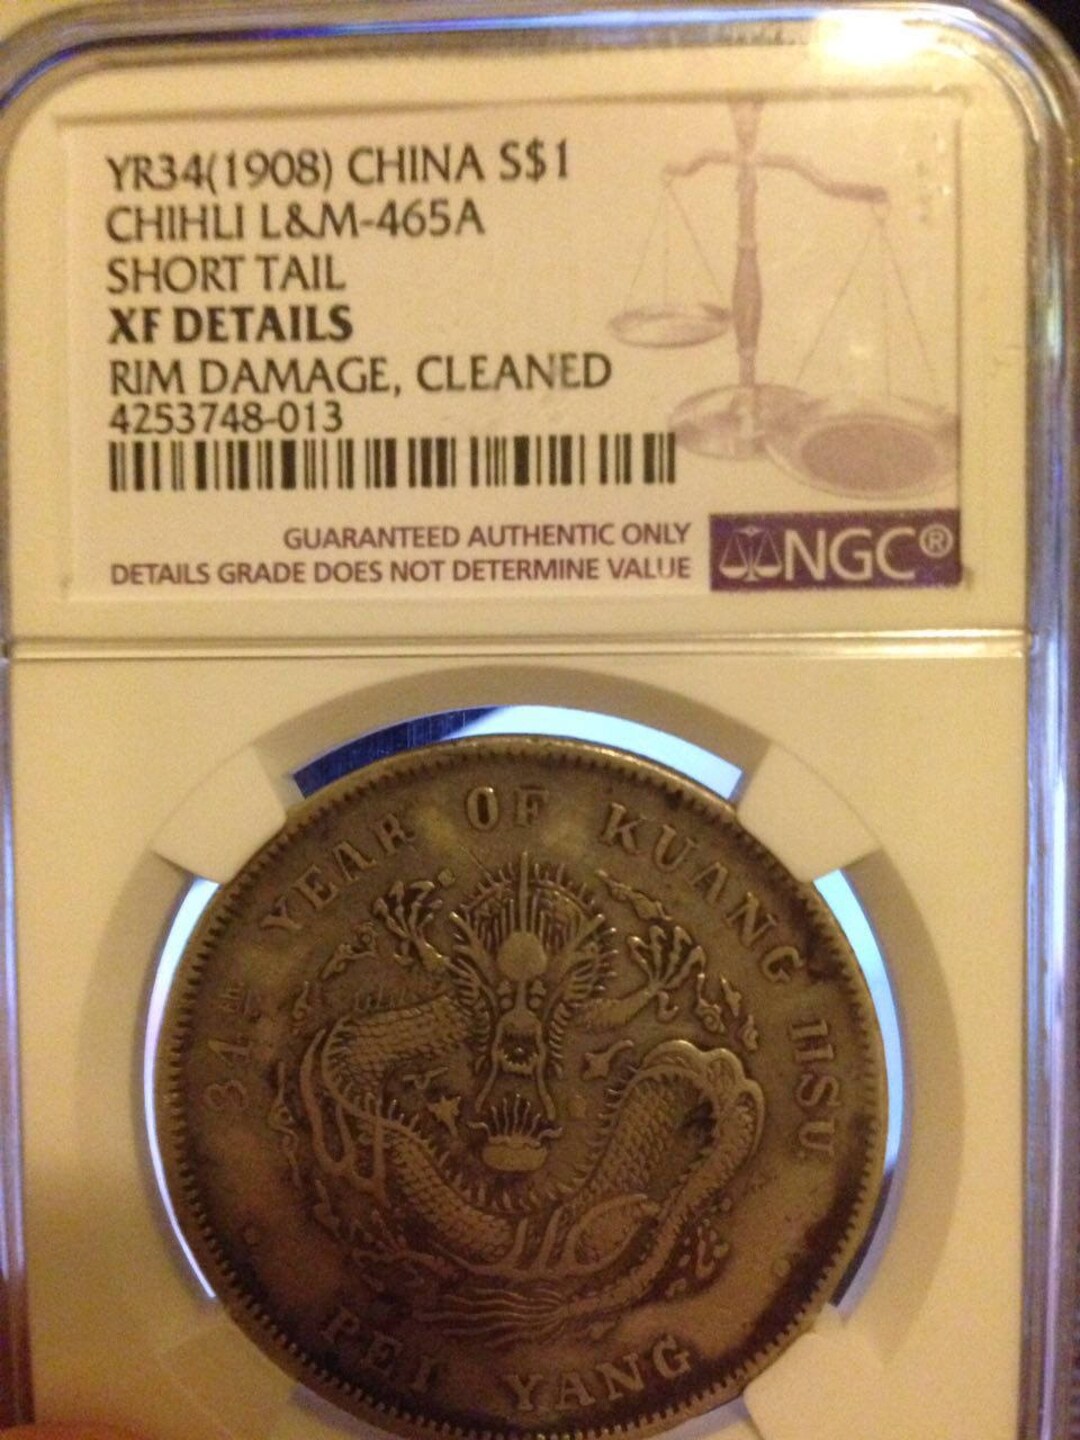 YR34(1908) CHINA S$1
CHIHLI L&M-465A
SHORT TAIL
XF DETAILS
RIM DAMAGE, CLEANED
4253748-013
GUARANTEED AUTHENTIC ONLY
DETAILS GRADE DOES NOT DETERMINE VALUE
NGC®
34th YEAR OF KUANG HSU
PEI YANG